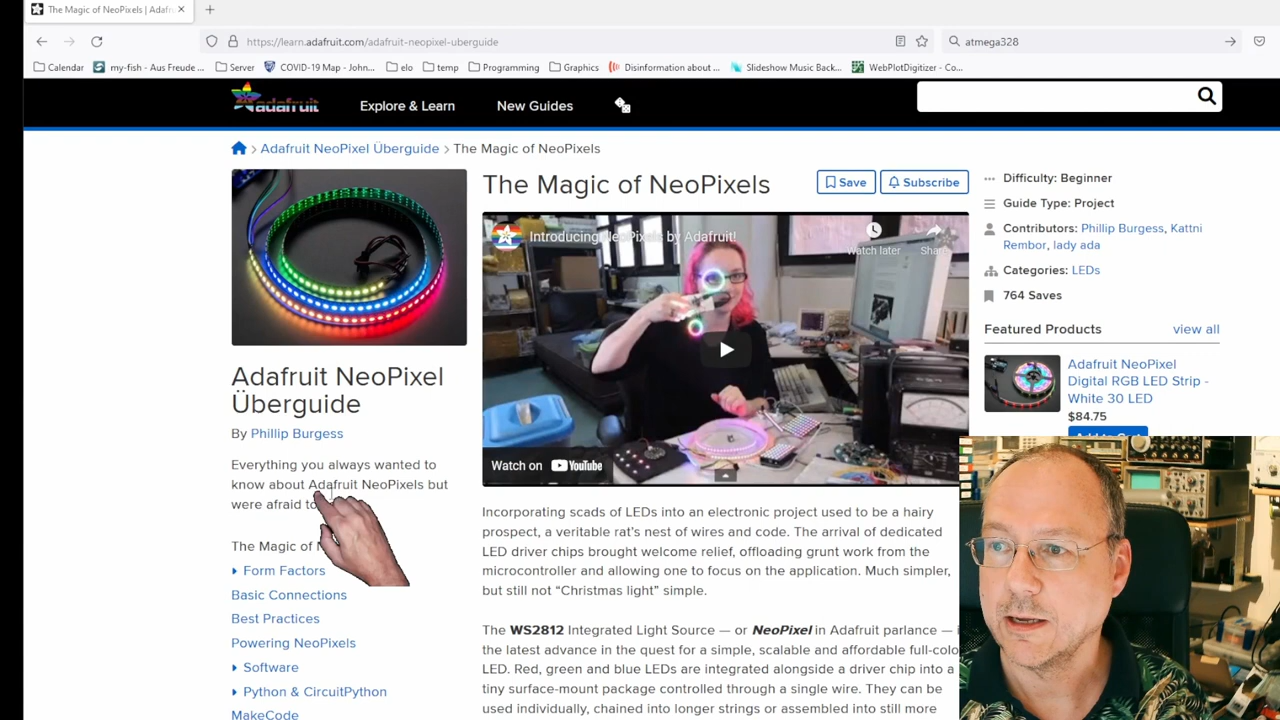 The Magic of NeoPixels | Adafr
https://learn.adafruit.com/adafruit-neopixel-uberguide
atmega328
Calendar
my-fish - Aus Freude ...
Server
COVID-19 Map - John...
elo
temp
Programming
Graphics
Disinformation about ...
Slideshow Music Back...
WebPlotDigitizer - Co...
adafruit
Explore & Learn
New Guides
Adafruit NeoPixel Überguide
The Magic of NeoPixels
The Magic of NeoPixels
Save
Subscribe
Introducing NeoPixels by Adafruit!
Watch later
Share
Watch on YouTube
Adafruit NeoPixel
Überguide
By Phillip Burgess
Everything you always wanted to
know about Adafruit NeoPixels but
were afraid to
The Magic of
Form Factors
Basic Connections
Best Practices
Powering NeoPixels
Software
Python & CircuitPython
MakeCode
Incorporating scads of LEDs into an electronic project used to be a hairy
prospect, a veritable rat's nest of wires and code. The arrival of dedicated
LED driver chips brought welcome relief, offloading grunt work from the
microcontroller and allowing one to focus on the application. Much simpler,
but still not “Christmas light” simple.
The WS2812 Integrated Light Source — or NeoPixel in Adafruit parlance — i
the latest advance in the quest for a simple, scalable and affordable full-colo
LED. Red, green and blue LEDs are integrated alongside a driver chip into a
tiny surface-mount package controlled through a single wire. They can be
used individually, chained into longer strings or assembled into still more
Difficulty: Beginner
Guide Type: Project
Contributors: Phillip Burgess, Kattni
Rembor, lady ada
Categories: LEDs
764 Saves
Featured Products
view all
Adafruit NeoPixel
Digital RGB LED Strip -
White 30 LED
$84.75
Add to Cart